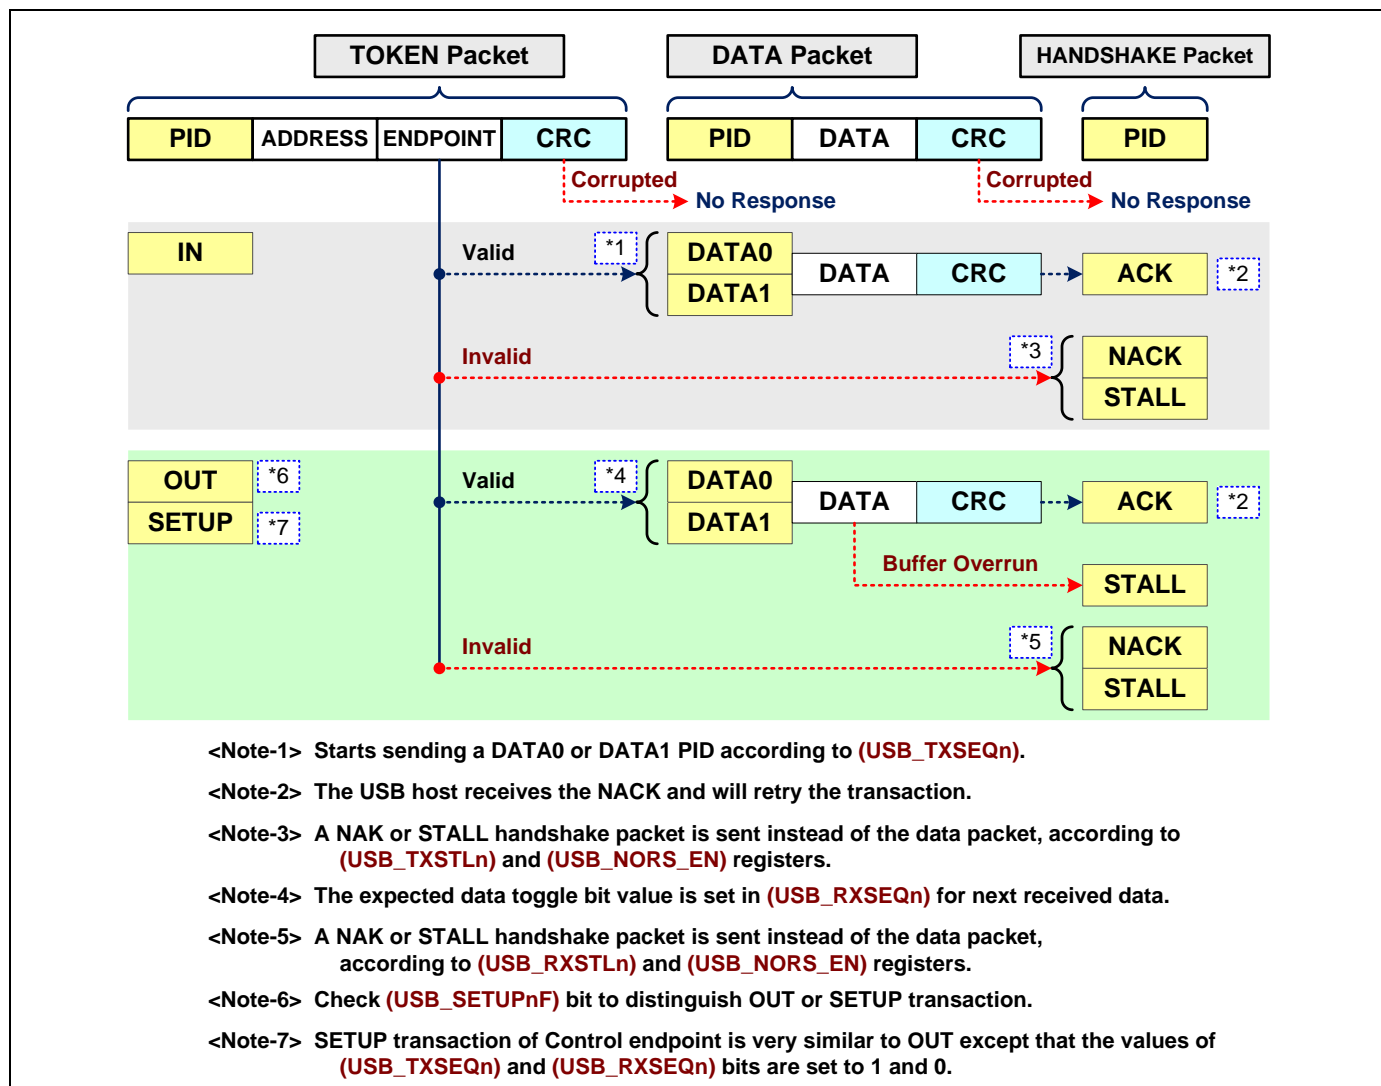 TOKEN Packet
DATA Packet
HANDSHAKE Packet
PID ADDRESS ENDPOINT CRC
PID DATA CRC
PID
Corrupted
No Response
Corrupted
No Response
IN
Valid
*1
DATA0
DATA1
DATA CRC
ACK
*2
Invalid
*3
NACK
STALL
OUT
*6
SETUP
*7
Valid
*4
DATA0
DATA1
DATA CRC
ACK
*2
Buffer Overrun
STALL
Invalid
*5
NACK
STALL
<Note-1> Starts sending a DATA0 or DATA1 PID according to (USB_TXSEQn).
<Note-2> The USB host receives the NACK and will retry the transaction.
<Note-3> A NAK or STALL handshake packet is sent instead of the data packet, according to
(USB_TXSTLn) and (USB_NORS_EN) registers.
<Note-4> The expected data toggle bit value is set in (USB_RXSEQn) for next received data.
<Note-5> A NAK or STALL handshake packet is sent instead of the data packet,
according to (USB_RXSTLn) and (USB_NORS_EN) registers.
<Note-6> Check (USB_SETUPnF) bit to distinguish OUT or SETUP transaction.
<Note-7> SETUP transaction of Control endpoint is very similar to OUT except that the values of
(USB_TXSEQn) and (USB_RXSEQn) bits are set to 1 and 0.